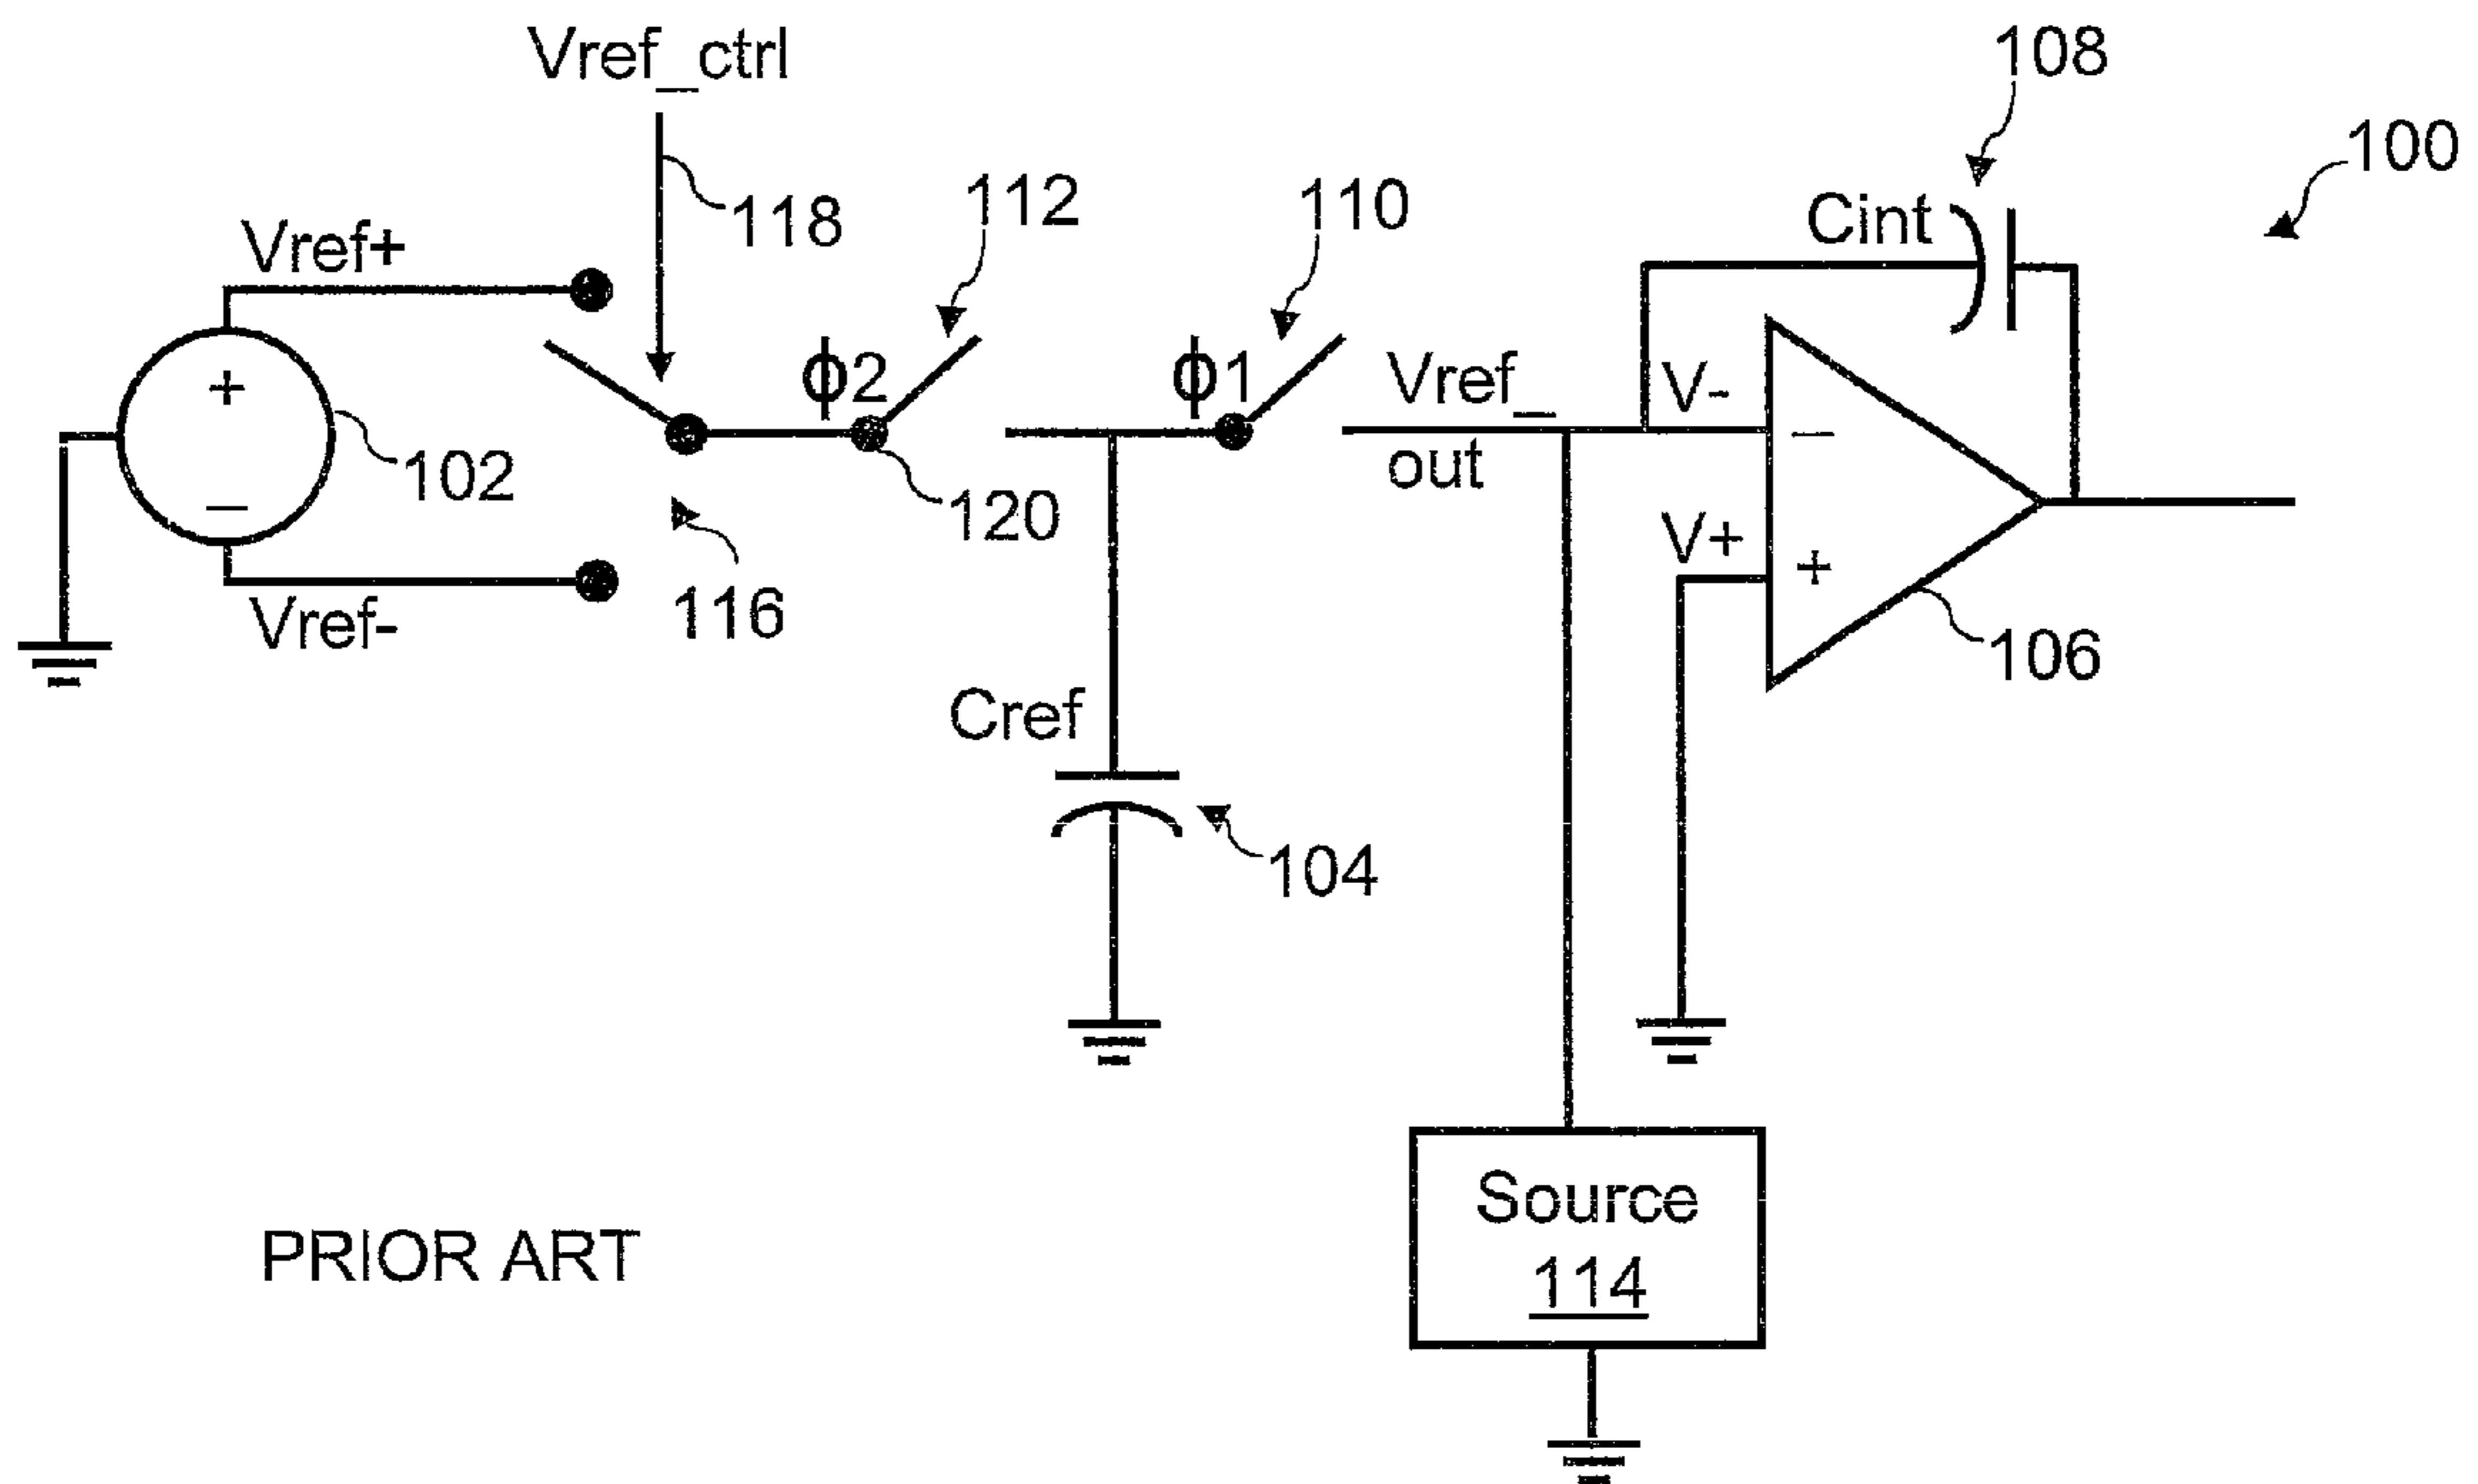 Vref_ctrl
108
100
112
110
118
Cint
Vref+
ϕ2
ϕ1
Vref_
out
V-
+
−
102
120
−
V+
+
116
Vref-
106
Cref
104
Source
114
PRIOR ART